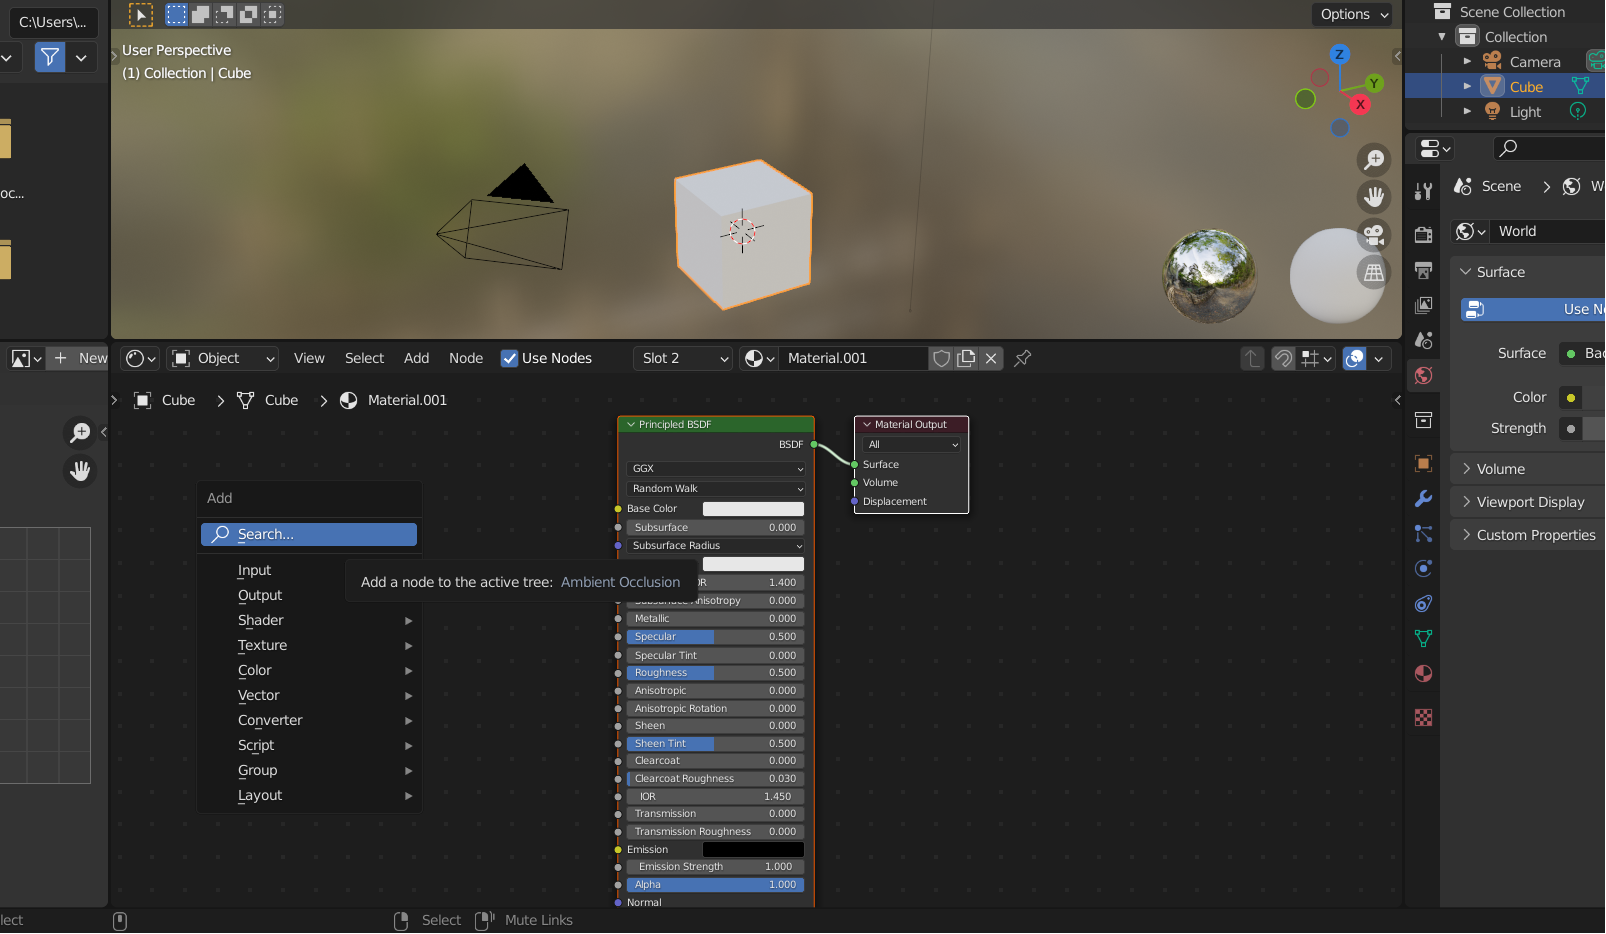 C:\Users\...
Options
User Perspective
(1) Collection | Cube
Z
Y
X
oc...
Scene Collection
Collection
Camera
Cube
Light
Scene
W
World
Surface
Use No
Surface
Bac
Color
Strength
Volume
Viewport Display
Custom Properties
New
Object
View
Select
Add
Node
Use Nodes
Slot 2
Material.001
Cube
Cube
Material.001
Add
Search...
Input
Output
Shader
Texture
Color
Vector
Converter
Script
Group
Layout
Add a node to the active tree: Ambient Occlusion
Principled BSDF
BSDF
GGX
Random Walk
Base Color
Subsurface 0.000
Subsurface Radius
OR 1.400
Subsurface Anisotropy 0.000
Metallic 0.000
Specular 0.500
Specular Tint 0.000
Roughness 0.500
Anisotropic 0.000
Anisotropic Rotation 0.000
Sheen 0.000
Sheen Tint 0.500
Clearcoat 0.000
Clearcoat Roughness 0.030
IOR 1.450
Transmission 0.000
Transmission Roughness 0.000
Emission
Emission Strength 1.000
Alpha 1.000
Normal
Material Output
All
Surface
Volume
Displacement
lect
Select
Mute Links